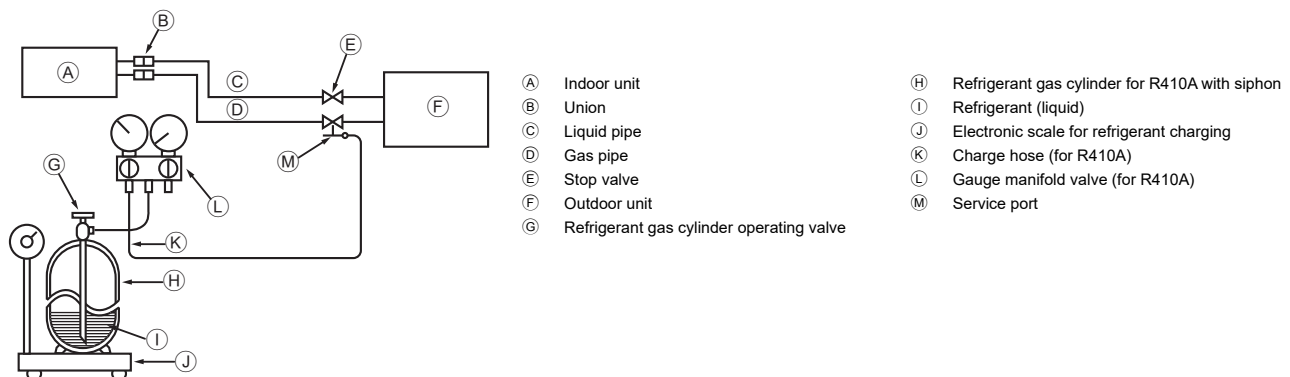 Ⓑ
Ⓔ
Ⓐ
Ⓒ
Ⓓ
Ⓕ
Ⓜ
Ⓖ
Ⓛ
Ⓚ
Ⓗ
Ⓘ
Ⓙ
Ⓐ Indoor unit
Ⓑ Union
Ⓒ Liquid pipe
Ⓓ Gas pipe
Ⓔ Stop valve
Ⓕ Outdoor unit
Ⓖ Refrigerant gas cylinder operating valve
Ⓗ Refrigerant gas cylinder for R410A with siphon
Ⓘ Refrigerant (liquid)
Ⓙ Electronic scale for refrigerant charging
Ⓚ Charge hose (for R410A)
Ⓛ Gauge manifold valve (for R410A)
Ⓜ Service port